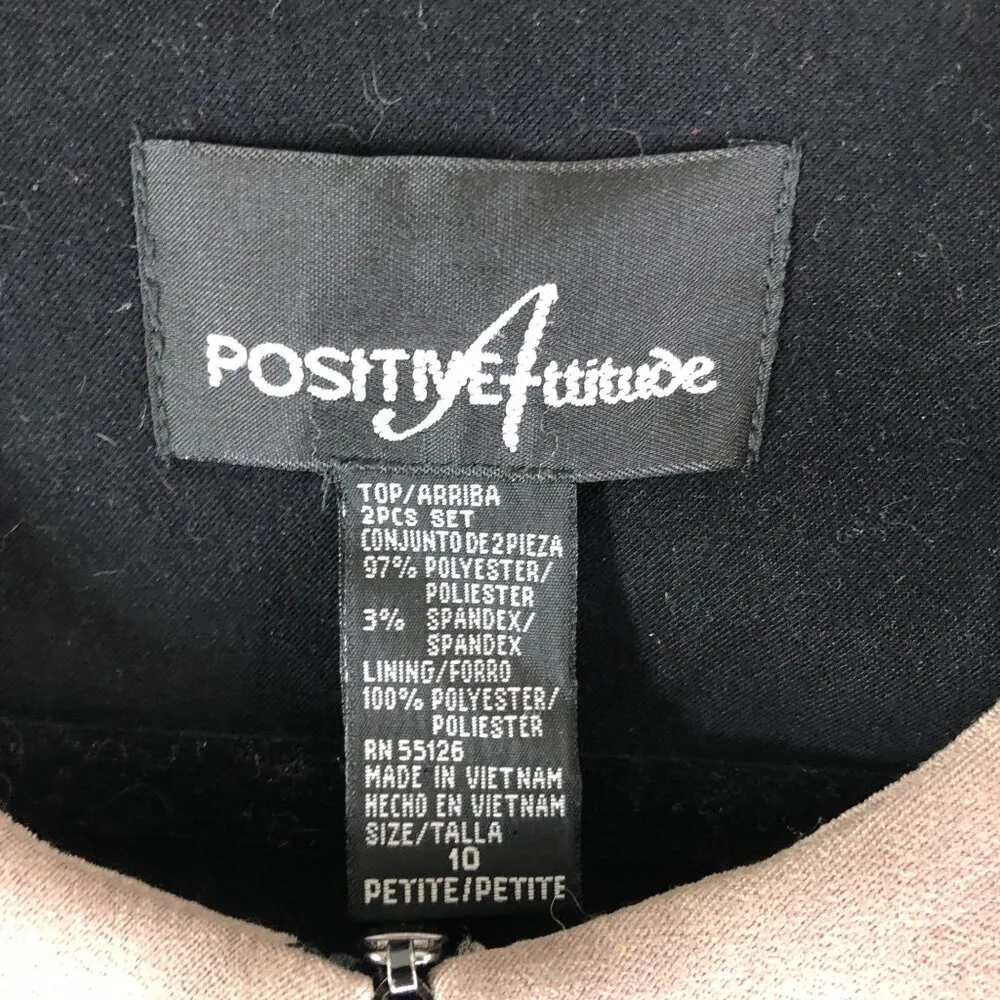 POSITIVE Attitude
TOP/ARRIBA
2PCS SET
CONJUNTO DE 2 PIEZA
97% POLYESTER/
POLIESTER
3% SPANDEX/
SPANDEX
LINING/FORRO
100% POLYESTER/
POLIESTER
RN 55126
MADE IN VIETNAM
HECHO EN VIETNAM
SIZE/TALLA
10
PETITE/PETITE